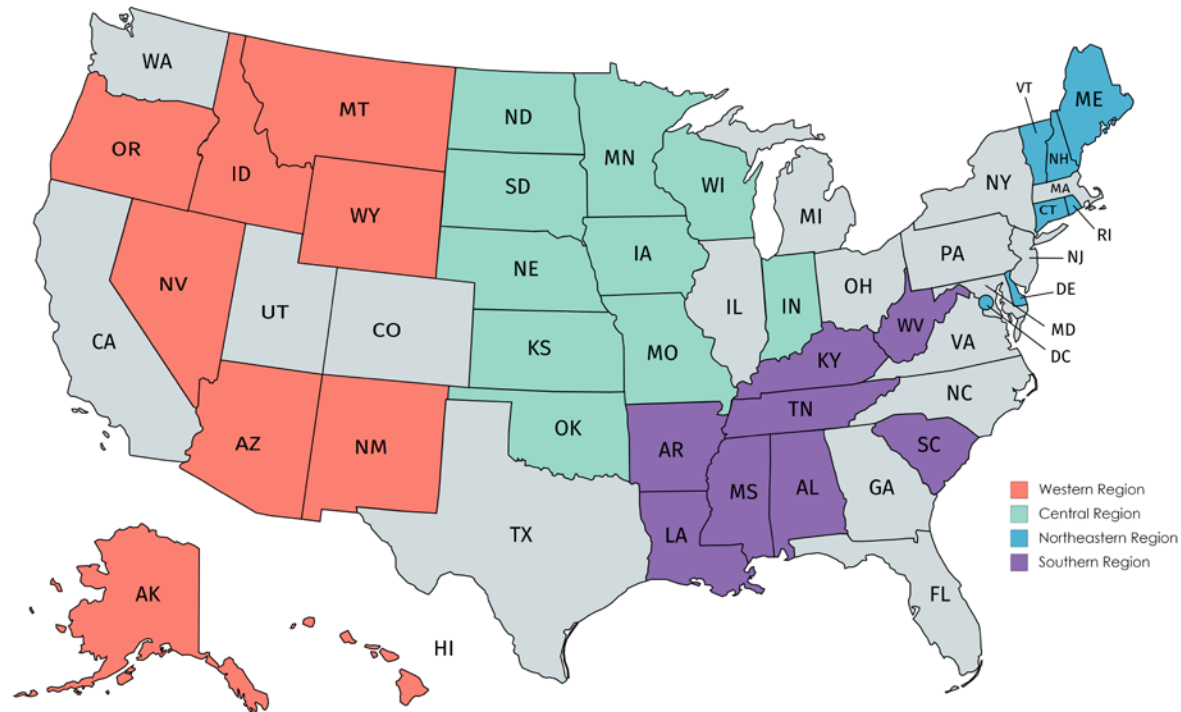 WA
MT
ND
MN
OR
ID
SD
WI
WY
MI
NY
VT
ME
NH
MA
CT
RI
NV
NE
IA
PA
NJ
UT
CO
IL
IN
OH
DE
CA
KS
MO
WV
VA
MD
DC
KY
NC
TN
AZ
NM
OK
AR
SC
MS
AL
GA
LA
TX
FL
AK
HI
Western Region
Central Region
Northeastern Region
Southern Region